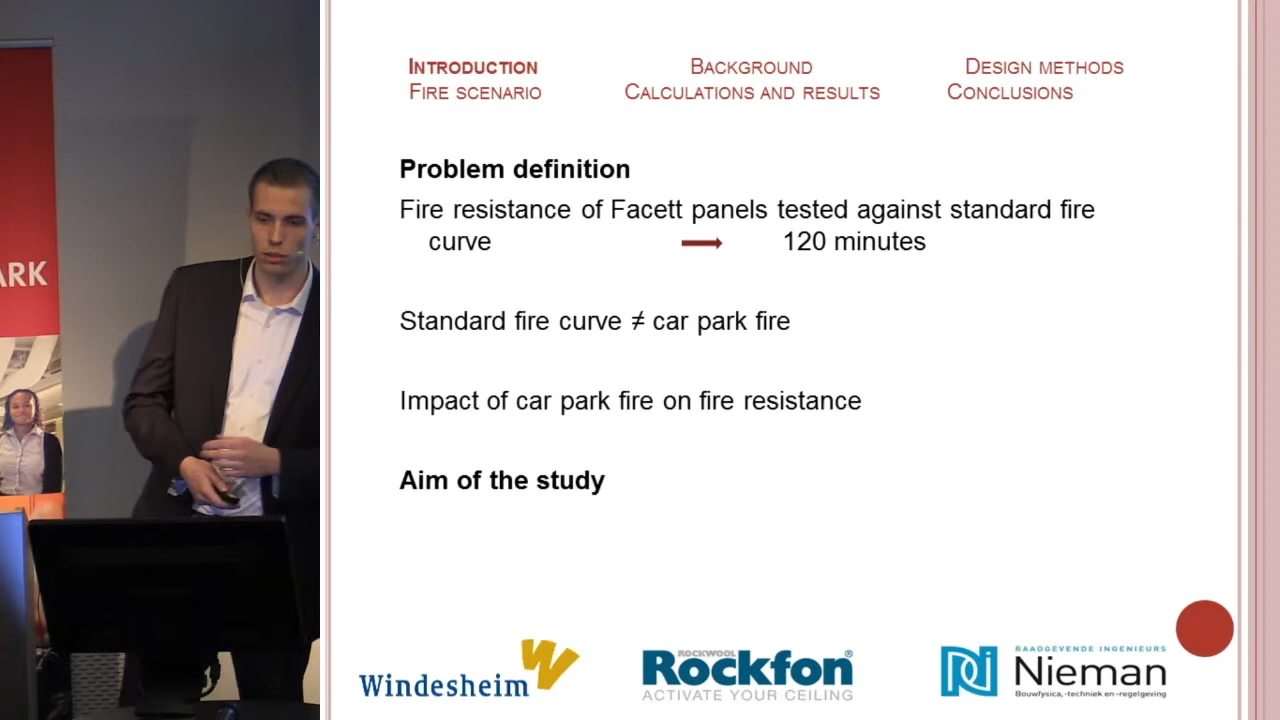 ARK
INTRODUCTION BACKGROUND DESIGN METHODS
FIRE SCENARIO CALCULATIONS AND RESULTS CONCLUSIONS
Problem definition
Fire resistance of Facett panels tested against standard fire
curve 120 minutes
Standard fire curve ≠ car park fire
Impact of car park fire on fire resistance
Aim of the study
Windesheim
ROCKWOOL
Rockfon®
ACTIVATE YOUR CEILING
RAADGEVENDE INGENIEURS
Nieman
Bouwfysica, -techniek en -regelgeving